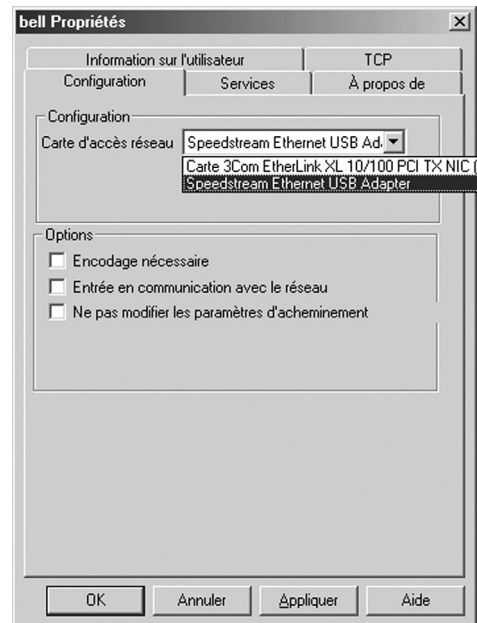 bell Propriétés
Information sur l'utilisateur
TCP
Configuration
Services
À propos de
Configuration
Carte d'accès réseau
Speedstream Ethernet USB Ad.
Carte 3Com EtherLink XL 10/100 PCI TX NIC (
Speedstream Ethernet USB Adapter
Options
Encodage nécessaire
Entrée en communication avec le réseau
Ne pas modifier les paramètres d'acheminement
OK
Annuler
Appliquer
Aide